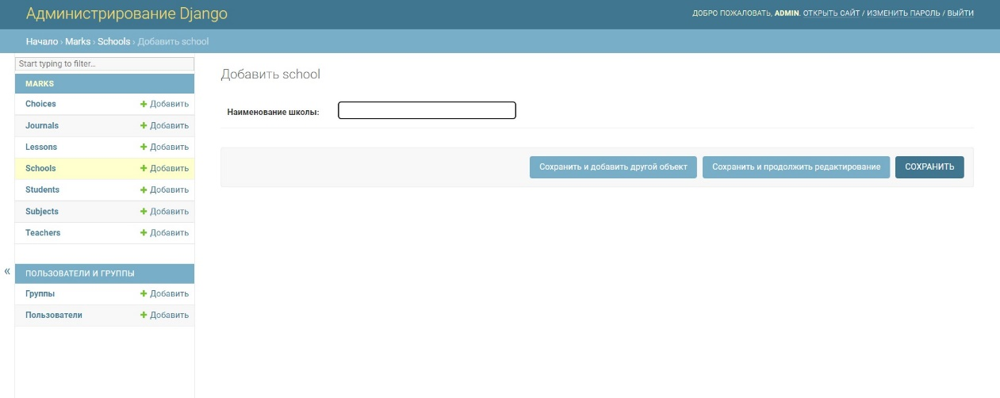 Администрирование Django
ДОБРО ПОЖАЛОВАТЬ, ADMIN. ОТКРЫТЬ САЙТ / ИЗМЕНИТЬ ПАРОЛЬ / ВЫЙТИ
Начало › Marks › Schools › Добавить school
Start typing to filter...
MARKS
Choices + Добавить
Journals + Добавить
Lessons + Добавить
Schools + Добавить
Students + Добавить
Subjects + Добавить
Teachers + Добавить
«
ПОЛЬЗОВАТЕЛИ И ГРУППЫ
Группы + Добавить
Пользователи + Добавить
Добавить school
Наименование школы:
Сохранить и добавить другой объект Сохранить и продолжить редактирование СОХРАНИТЬ